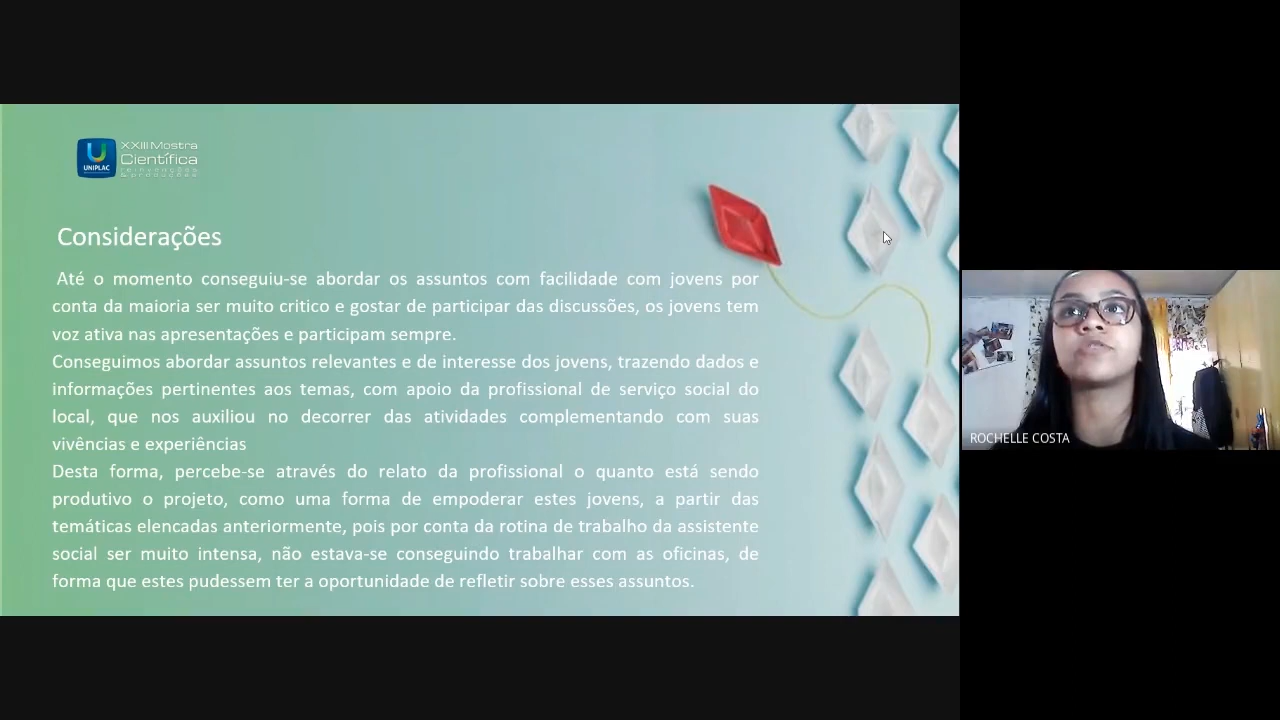 XXIII Mostra
Científica
reinvenções
& produções
UNIPLAC
Considerações
Até o momento conseguiu-se abordar os assuntos com facilidade com jovens por
conta da maioria ser muito critico e gostar de participar das discussões, os jovens tem
voz ativa nas apresentações e participam sempre.
Conseguimos abordar assuntos relevantes e de interesse dos jovens, trazendo dados e
informações pertinentes aos temas, com apoio da profissional de serviço social do
local, que nos auxiliou no decorrer das atividades complementando com suas
vivências e experiências
Desta forma, percebe-se através do relato da profissional o quanto está sendo
produtivo o projeto, como uma forma de empoderar estes jovens, a partir das
temáticas elencadas anteriormente, pois por conta da rotina de trabalho da assistente
social ser muito intensa, não estava-se conseguindo trabalhar com as oficinas, de
forma que estes pudessem ter a oportunidade de refletir sobre esses assuntos.
ROCHELLE COSTA